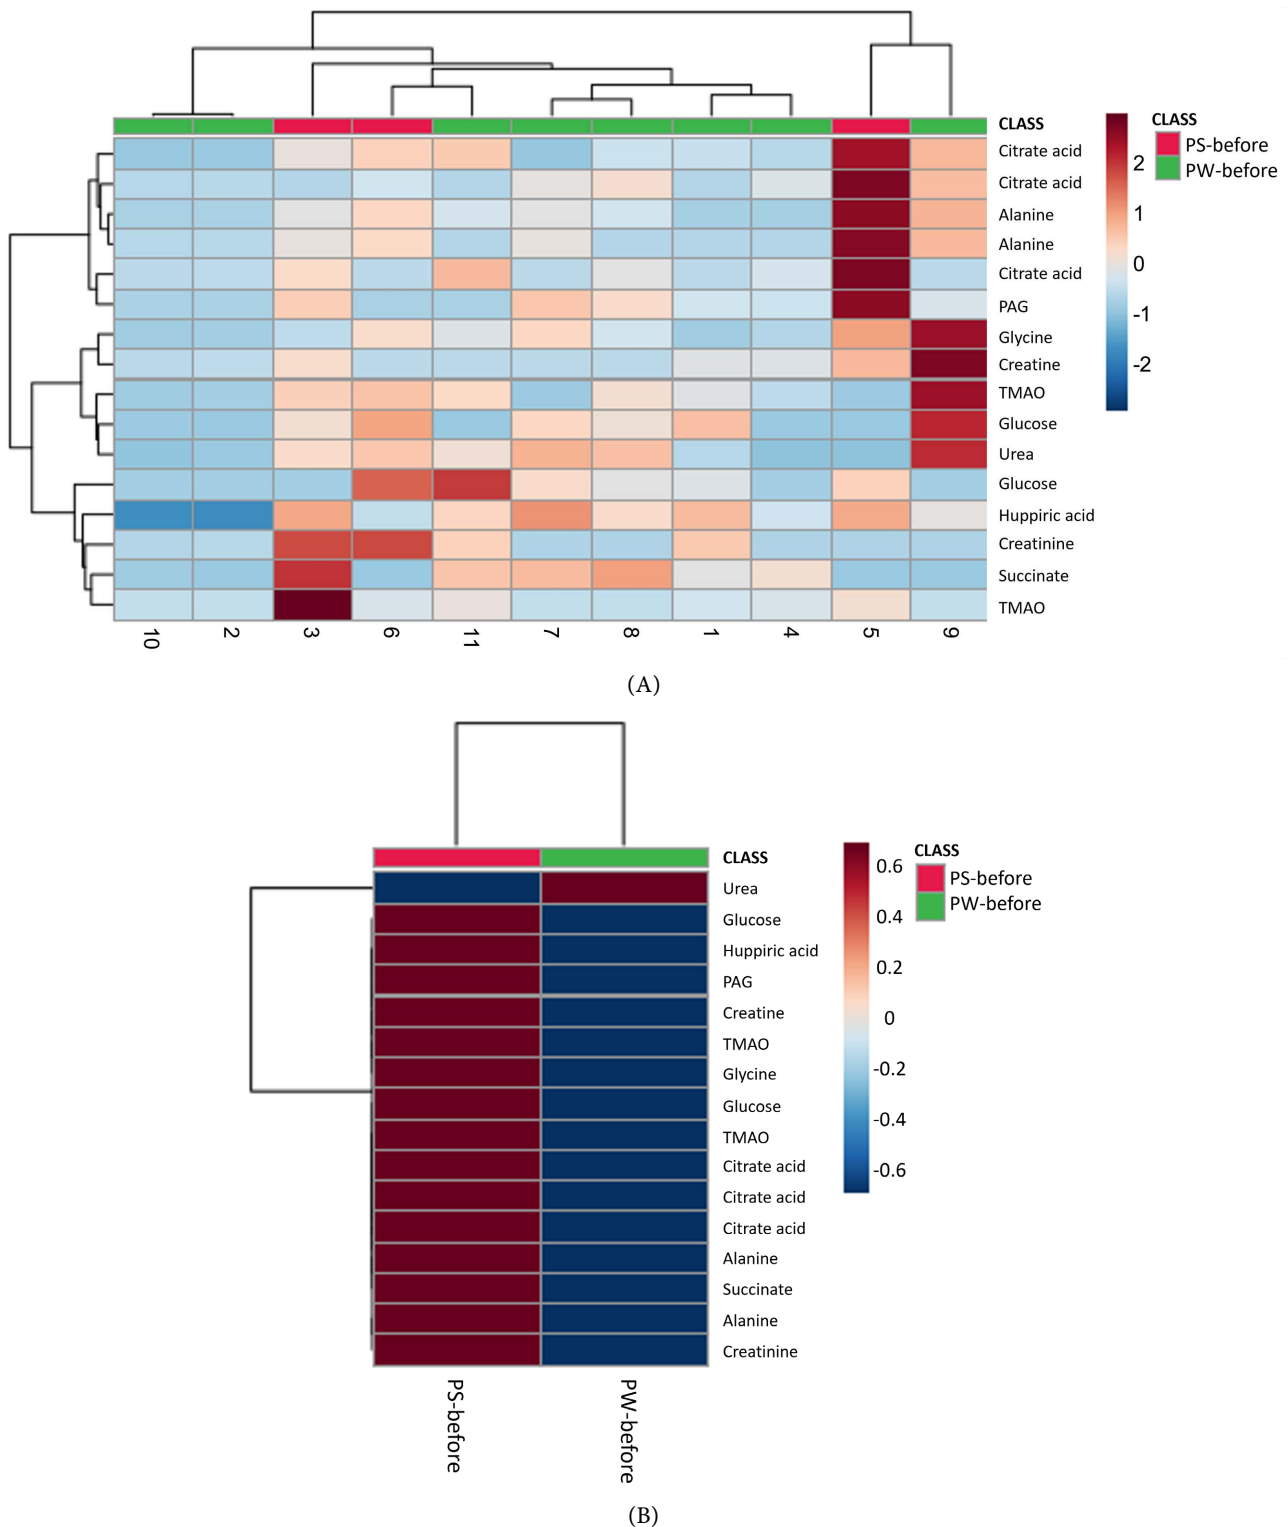 CLASS
Citrate acid
Citrate acid
Alanine
Alanine
Citrate acid
PAG
Glycine
Creatine
TMAO
Glucose
Urea
Glucose
Huppiric acid
Creatinine
Succinate
TMAO
2
1
0
-1
-2
CLASS
PS-before
PW-before
10 2 3 6 11 7 8 1 4 5 9
(A)
CLASS
Urea
Glucose
Huppiric acid
PAG
Creatine
TMAO
Glycine
Glucose
TMAO
Citrate acid
Citrate acid
Citrate acid
Alanine
Succinate
Alanine
Creatinine
0.6
0.4
0.2
0
-0.2
-0.4
-0.6
CLASS
PS-before
PW-before
PS-before
PW-before
(B)